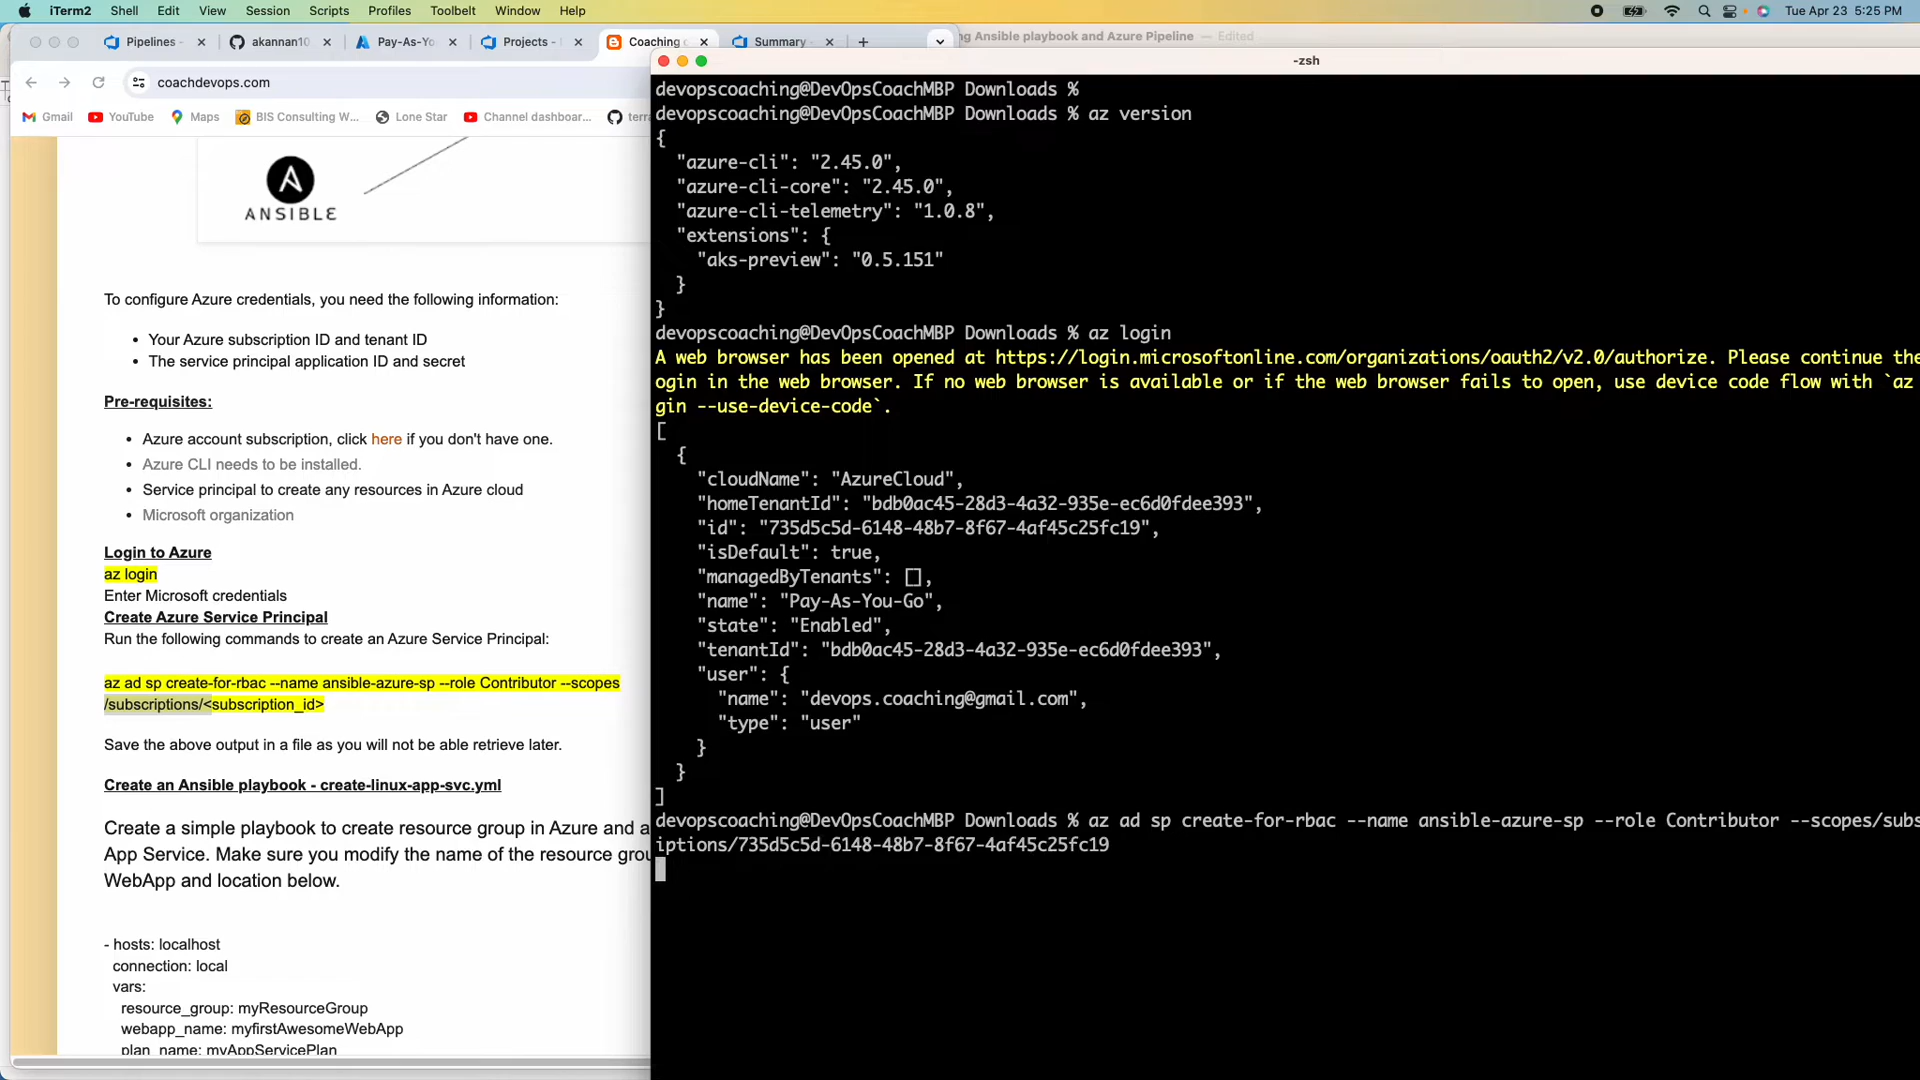 iTerm2 Shell Edit View Session Scripts Profiles Toolbelt Window Help Tue Apr 23 5:25 PM
Pipelines - akannan10 Pay-As-Yo Projects - Coaching Summary - ng Ansible playbook and Azure Pipeline — Edited
coachdevops.com
Gmail YouTube Maps BIS Consulting W... Lone Star Channel dashboar... terra
ANSIBLE
To configure Azure credentials, you need the following information:
• Your Azure subscription ID and tenant ID
• The service principal application ID and secret
Pre-requisites:
• Azure account subscription, click here if you don't have one.
• Azure CLI needs to be installed.
• Service principal to create any resources in Azure cloud
• Microsoft organization
Login to Azure
az login
Enter Microsoft credentials
Create Azure Service Principal
Run the following commands to create an Azure Service Principal:
az ad sp create-for-rbac --name ansible-azure-sp --role Contributor --scopes
/subscriptions/<subscription_id>
Save the above output in a file as you will not be able retrieve later.
Create an Ansible playbook - create-linux-app-svc.yml
Create a simple playbook to create resource group in Azure and a
App Service. Make sure you modify the name of the resource grou
WebApp and location below.
- hosts: localhost
connection: local
vars:
resource_group: myResourceGroup
webapp_name: myfirstAwesomeWebApp
plan_name: myAppServicePlan
-zsh
devopscoaching@DevOpsCoachMBP Downloads %
devopscoaching@DevOpsCoachMBP Downloads % az version
{
"azure-cli": "2.45.0",
"azure-cli-core": "2.45.0",
"azure-cli-telemetry": "1.0.8",
"extensions": {
"aks-preview": "0.5.151"
}
}
devopscoaching@DevOpsCoachMBP Downloads % az login
A web browser has been opened at https://login.microsoftonline.com/organizations/oauth2/v2.0/authorize. Please continue the
ogin in the web browser. If no web browser is available or if the web browser fails to open, use device code flow with `az
gin --use-device-code`.
[
{
"cloudName": "AzureCloud",
"homeTenantId": "bdb0ac45-28d3-4a32-935e-ec6d0fdee393",
"id": "735d5c5d-6148-48b7-8f67-4af45c25fc19",
"isDefault": true,
"managedByTenants": [],
"name": "Pay-As-You-Go",
"state": "Enabled",
"tenantId": "bdb0ac45-28d3-4a32-935e-ec6d0fdee393",
"user": {
"name": "devops.coaching@gmail.com",
"type": "user"
}
}
]
devopscoaching@DevOpsCoachMBP Downloads % az ad sp create-for-rbac --name ansible-azure-sp --role Contributor --scopes/subs
iptions/735d5c5d-6148-48b7-8f67-4af45c25fc19